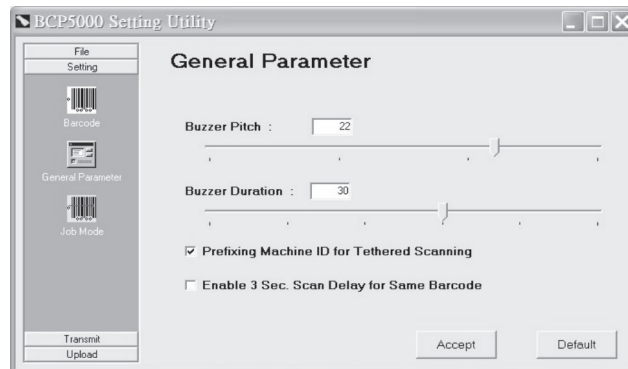 BCP5000 Setting Utility
File
Setting
Barcode
General Parameter
Job Mode
Transmit
Upload
General Parameter
Buzzer Pitch : 22
Buzzer Duration : 30
Prefixing Machine ID for Tethered Scanning
Enable 3 Sec. Scan Delay for Same Barcode
Accept Default